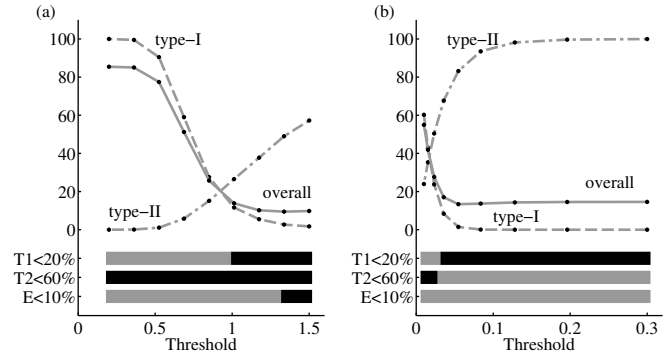 (a)
(b)
100
80
60
40
20
0
type−I
type−II
overall
T1<20%
T2<60%
E<10%
0
0.5
1
1.5
Threshold
100
80
60
40
20
0
type−II
overall
type−I
T1<20%
T2<60%
E<10%
0
0.1
0.2
0.3
Threshold